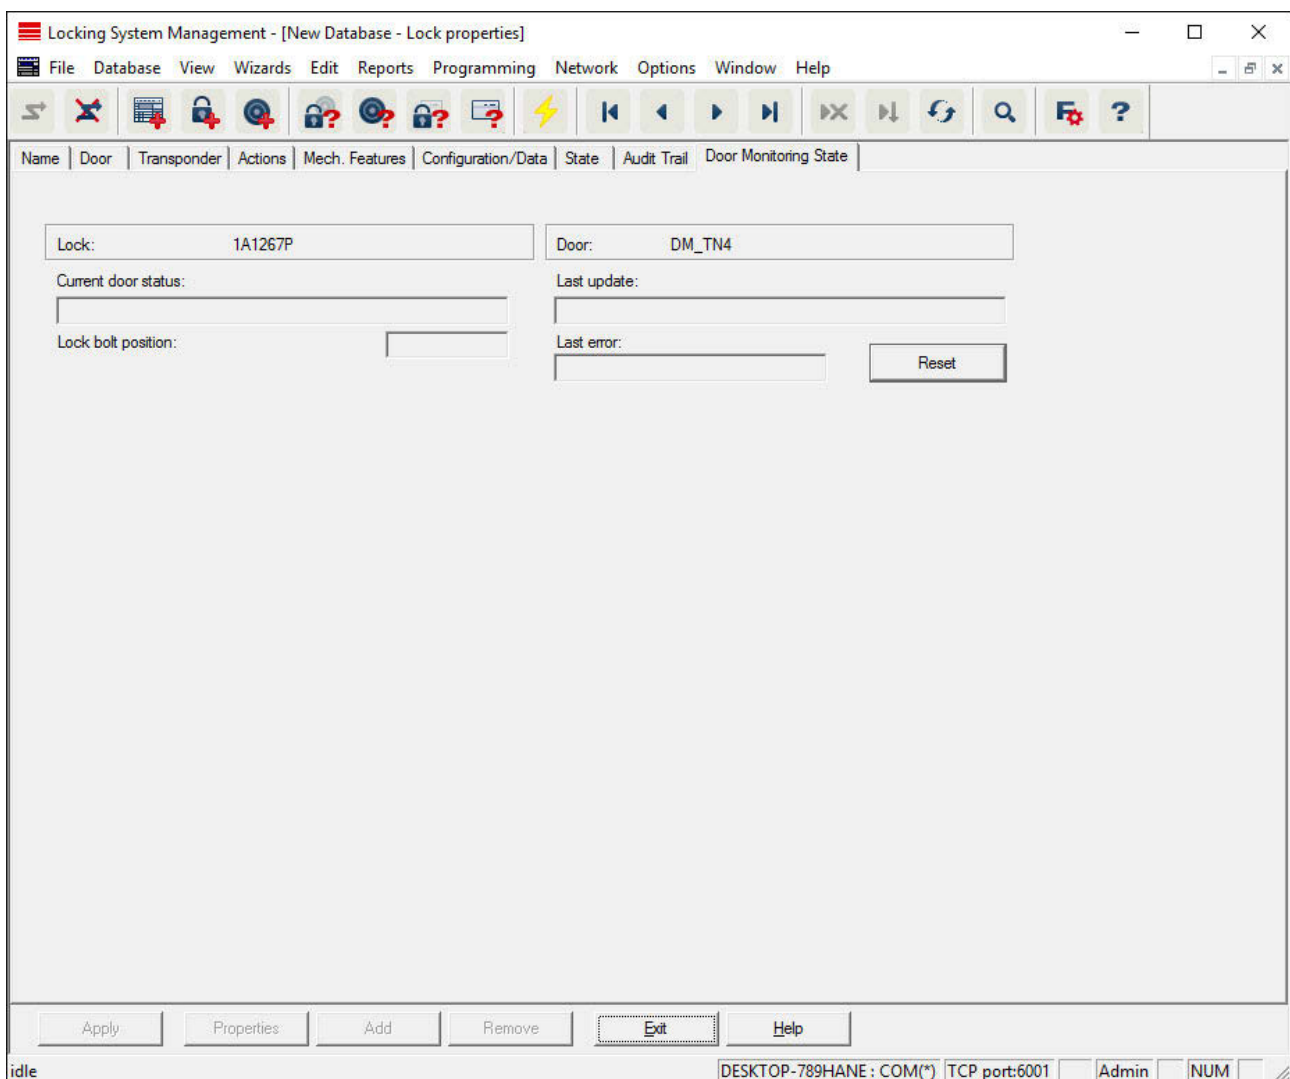 Locking System Management - [New Database - Lock properties]
File Database View Wizards Edit Reports Programming Network Options Window Help
Name Door Transponder Actions Mech. Features Configuration/Data State Audit Trail Door Monitoring State
Lock: 1A1267P Door: DM_TN4
Current door status: Last update:
Lock bolt position: Last error:
Reset
Apply Properties Add Remove Exit Help
idle DESKTOP-789HANE : COM(*) TCP port:6001 Admin NUM